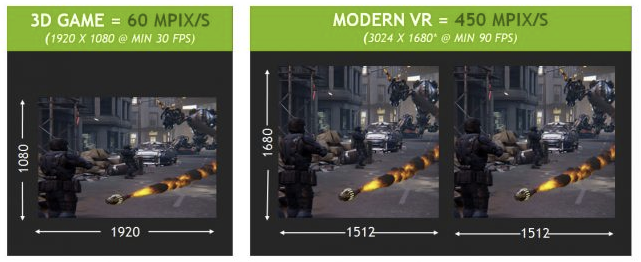 3D GAME = 60 MPIX/S
(1920 X 1080 @ MIN 30 FPS)
1080
1920
MODERN VR = 450 MPIX/S
(3024 X 1680* @ MIN 90 FPS)
1680
1512
1512